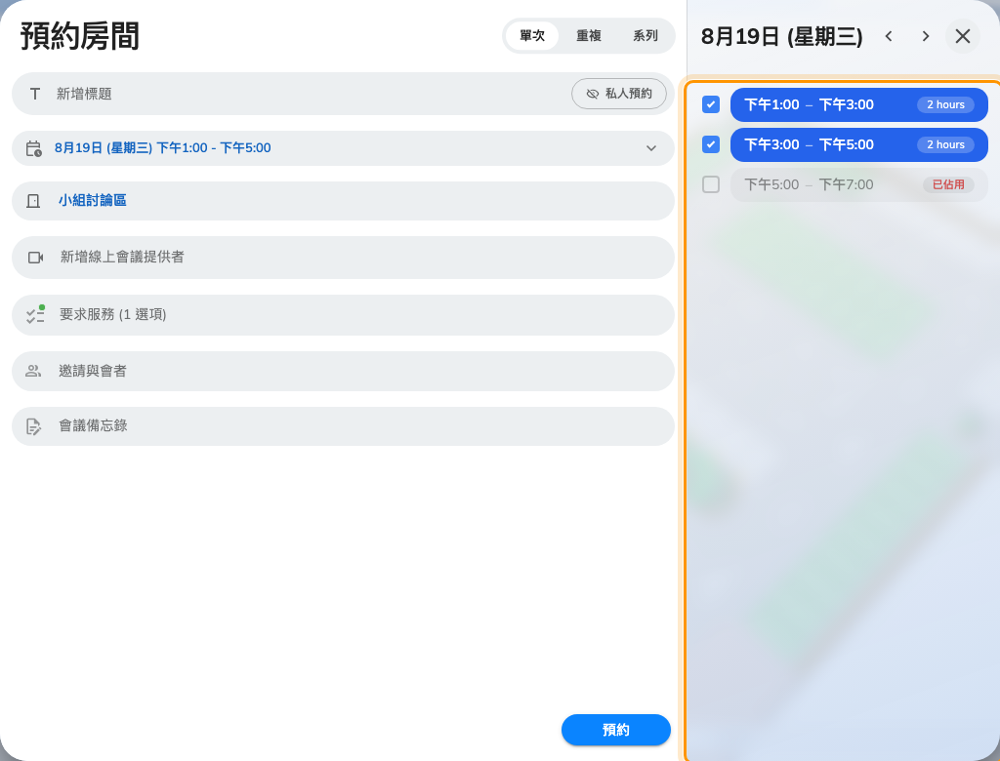 預約房間
單次 重複 系列
新增標題
私人預約
8月19日 (星期三) 下午1:00 - 下午5:00
小組討論區
新增線上會議提供者
要求服務 (1 選項)
邀請與會者
會議備忘錄
預約
8月19日 (星期三)
下午1:00 – 下午3:00 2 hours
下午3:00 – 下午5:00 2 hours
下午5:00 – 下午7:00 已佔用